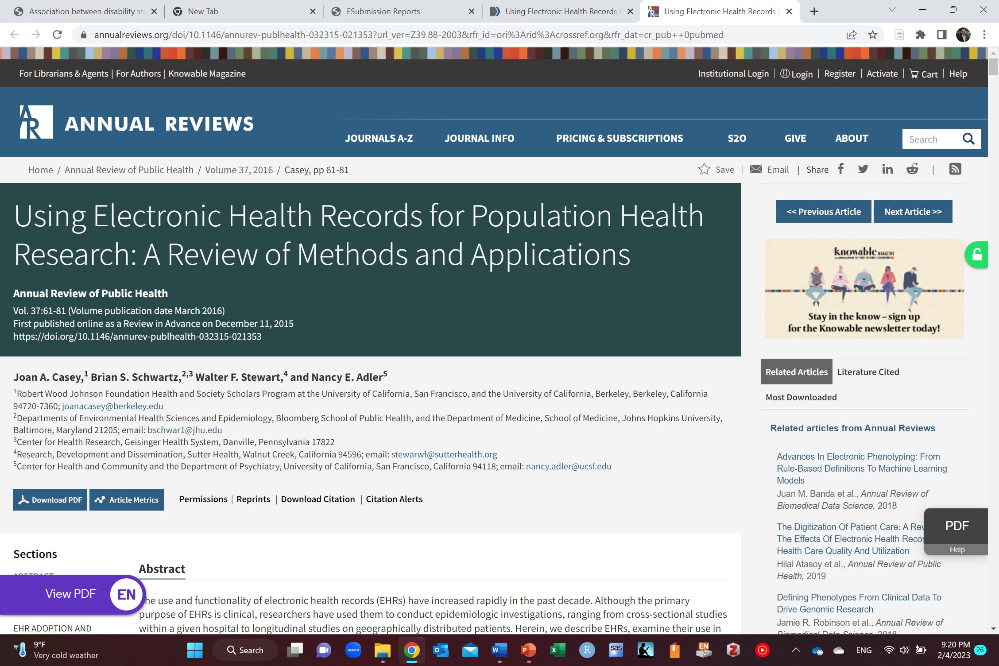 Association between disability sta
New Tab
ESubmission Reports
Using Electronic Health Records f
Using Electronic Health Records f
annualreviews.org/doi/10.1146/annurev-publhealth-032315-021353?url_ver=Z39.88-2003&rfr_id=ori%3Arid%3Acrossref.org&rfr_dat=cr_pub++0pubmed
For Librarians & Agents | For Authors | Knowable Magazine
Institutional Login | Login | Register | Activate | Cart | Help
AR
ANNUAL REVIEWS
JOURNALS A-Z
JOURNAL INFO
PRICING & SUBSCRIPTIONS
S2O
GIVE
ABOUT
Search
Home / Annual Review of Public Health / Volume 37, 2016 / Casey, pp 61-81
Save | Email | Share
Using Electronic Health Records for Population Health
Research: A Review of Methods and Applications
Annual Review of Public Health
Vol. 37:61-81 (Volume publication date March 2016)
First published online as a Review in Advance on December 11, 2015
https://doi.org/10.1146/annurev-publhealth-032315-021353
<< Previous Article
Next Article >>
knowable MAGAZINE
Stay in the know – sign up
for the Knowable newsletter today!
Joan A. Casey,1 Brian S. Schwartz,2,3 Walter F. Stewart,4 and Nancy E. Adler5
1Robert Wood Johnson Foundation Health and Society Scholars Program at the University of California, San Francisco, and the University of California, Berkeley, Berkeley, California
94720-7360; joanacasey@berkeley.edu
2Departments of Environmental Health Sciences and Epidemiology, Bloomberg School of Public Health, and the Department of Medicine, School of Medicine, Johns Hopkins University,
Baltimore, Maryland 21205; email: bschwar1@jhu.edu
3Center for Health Research, Geisinger Health System, Danville, Pennsylvania 17822
4Research, Development and Dissemination, Sutter Health, Walnut Creek, California 94596; email: stewarwf@sutterhealth.org
5Center for Health and Community and the Department of Psychiatry, University of California, San Francisco, California 94118; email: nancy.adler@ucsf.edu
Download PDF
Article Metrics
Permissions | Reprints | Download Citation | Citation Alerts
Related Articles
Literature Cited
Most Downloaded
Related articles from Annual Reviews
Advances In Electronic Phenotyping: From
Rule-Based Definitions To Machine Learning
Models
Juan M. Banda et al., Annual Review of
Biomedical Data Science, 2018
The Digitization Of Patient Care: A Rev
The Effects Of Electronic Health Recor
Health Care Quality And Utilization
Hilal Atasoy et al., Annual Review of Public
Health, 2019
Defining Phenotypes From Clinical Data To
Drive Genomic Research
Jamie R. Robinson et al., Annual Review of
Biomedical Data Science, 2018
PDF
Help
Sections
ABSTRACT
View PDF
EN
EHR ADOPTION AND
Abstract
he use and functionality of electronic health records (EHRs) have increased rapidly in the past decade. Although the primary
purpose of EHRs is clinical, researchers have used them to conduct epidemiologic investigations, ranging from cross-sectional studies
within a given hospital to longitudinal studies on geographically distributed patients. Herein, we describe EHRs, examine their use in
9°F
Very cold weather
Search
zoom
W
P
X
R
sas
EN
Z
ENG
9:20 PM
2/4/2023
26